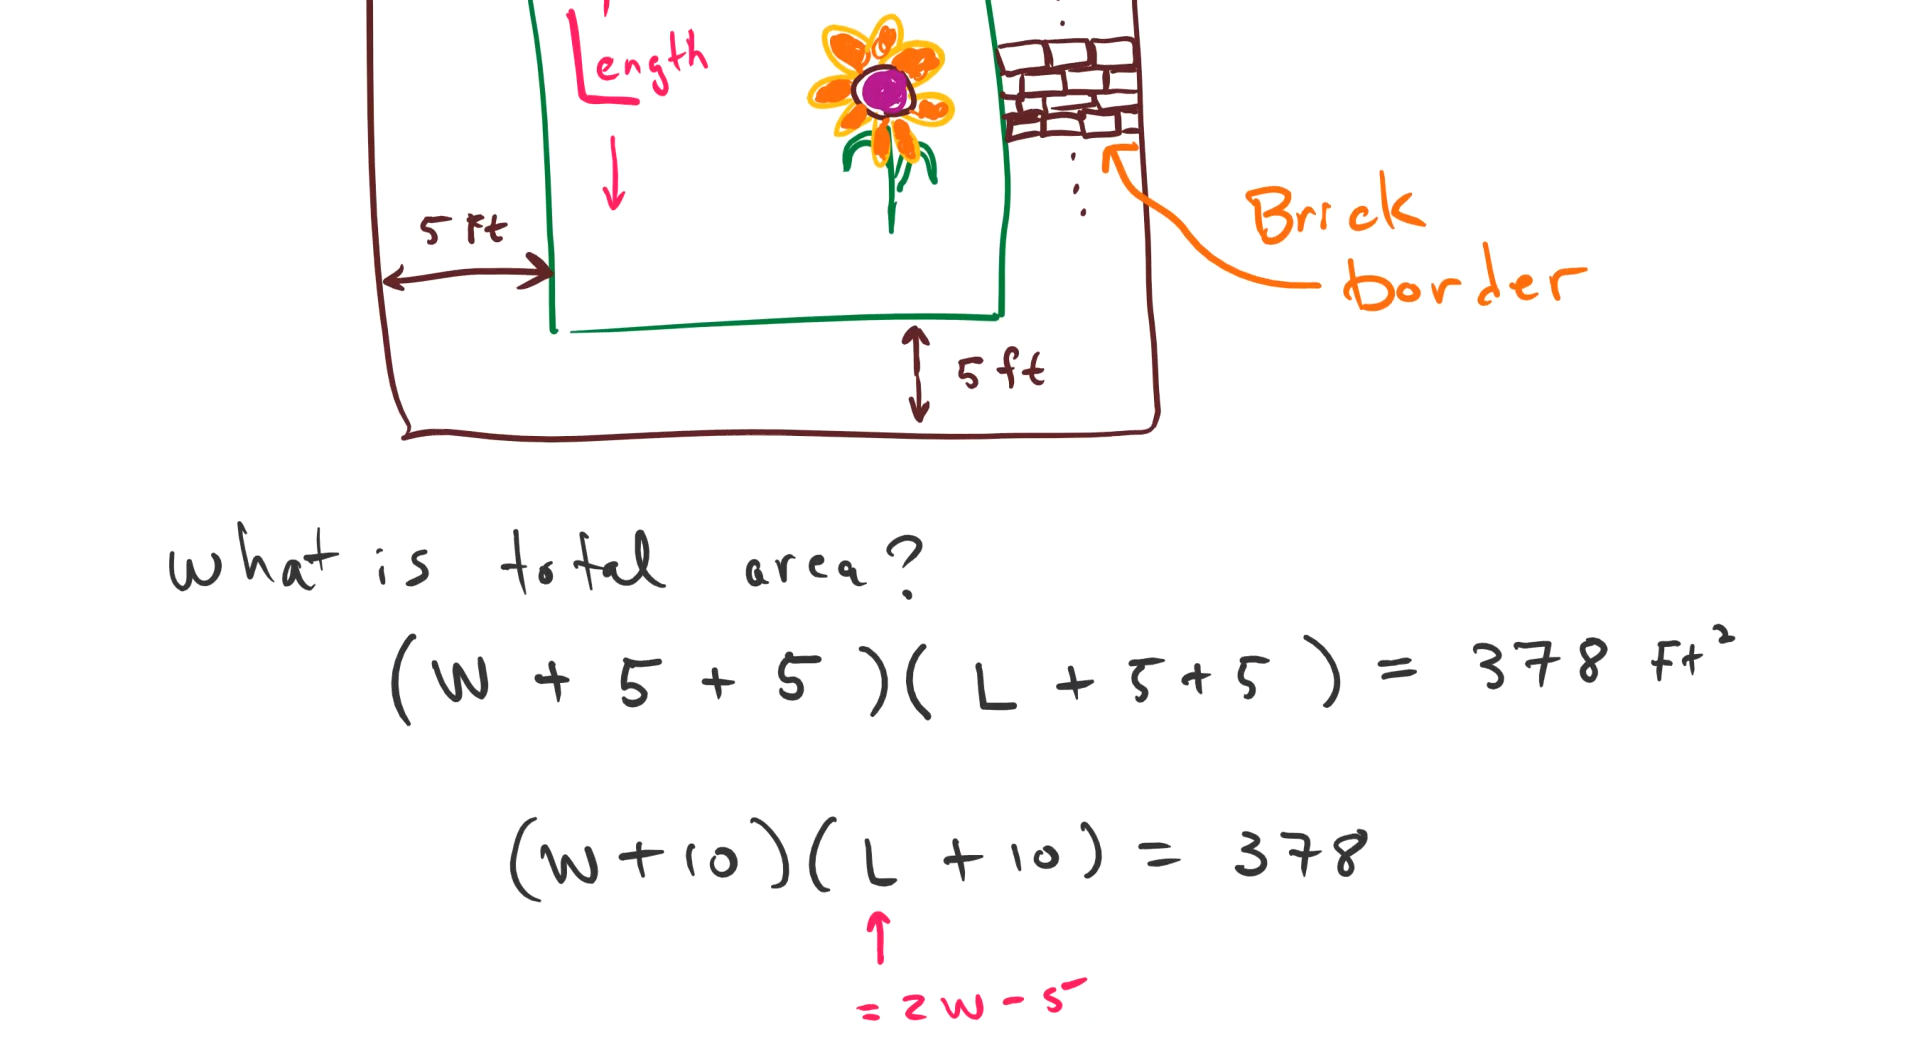 Length
5 Ft
Brick
border
5 ft
what is total area?
(W + 5 + 5)(L + 5 + 5) = 378 Ft²
(W + 10)(L + 10) = 378
= 2W - 5